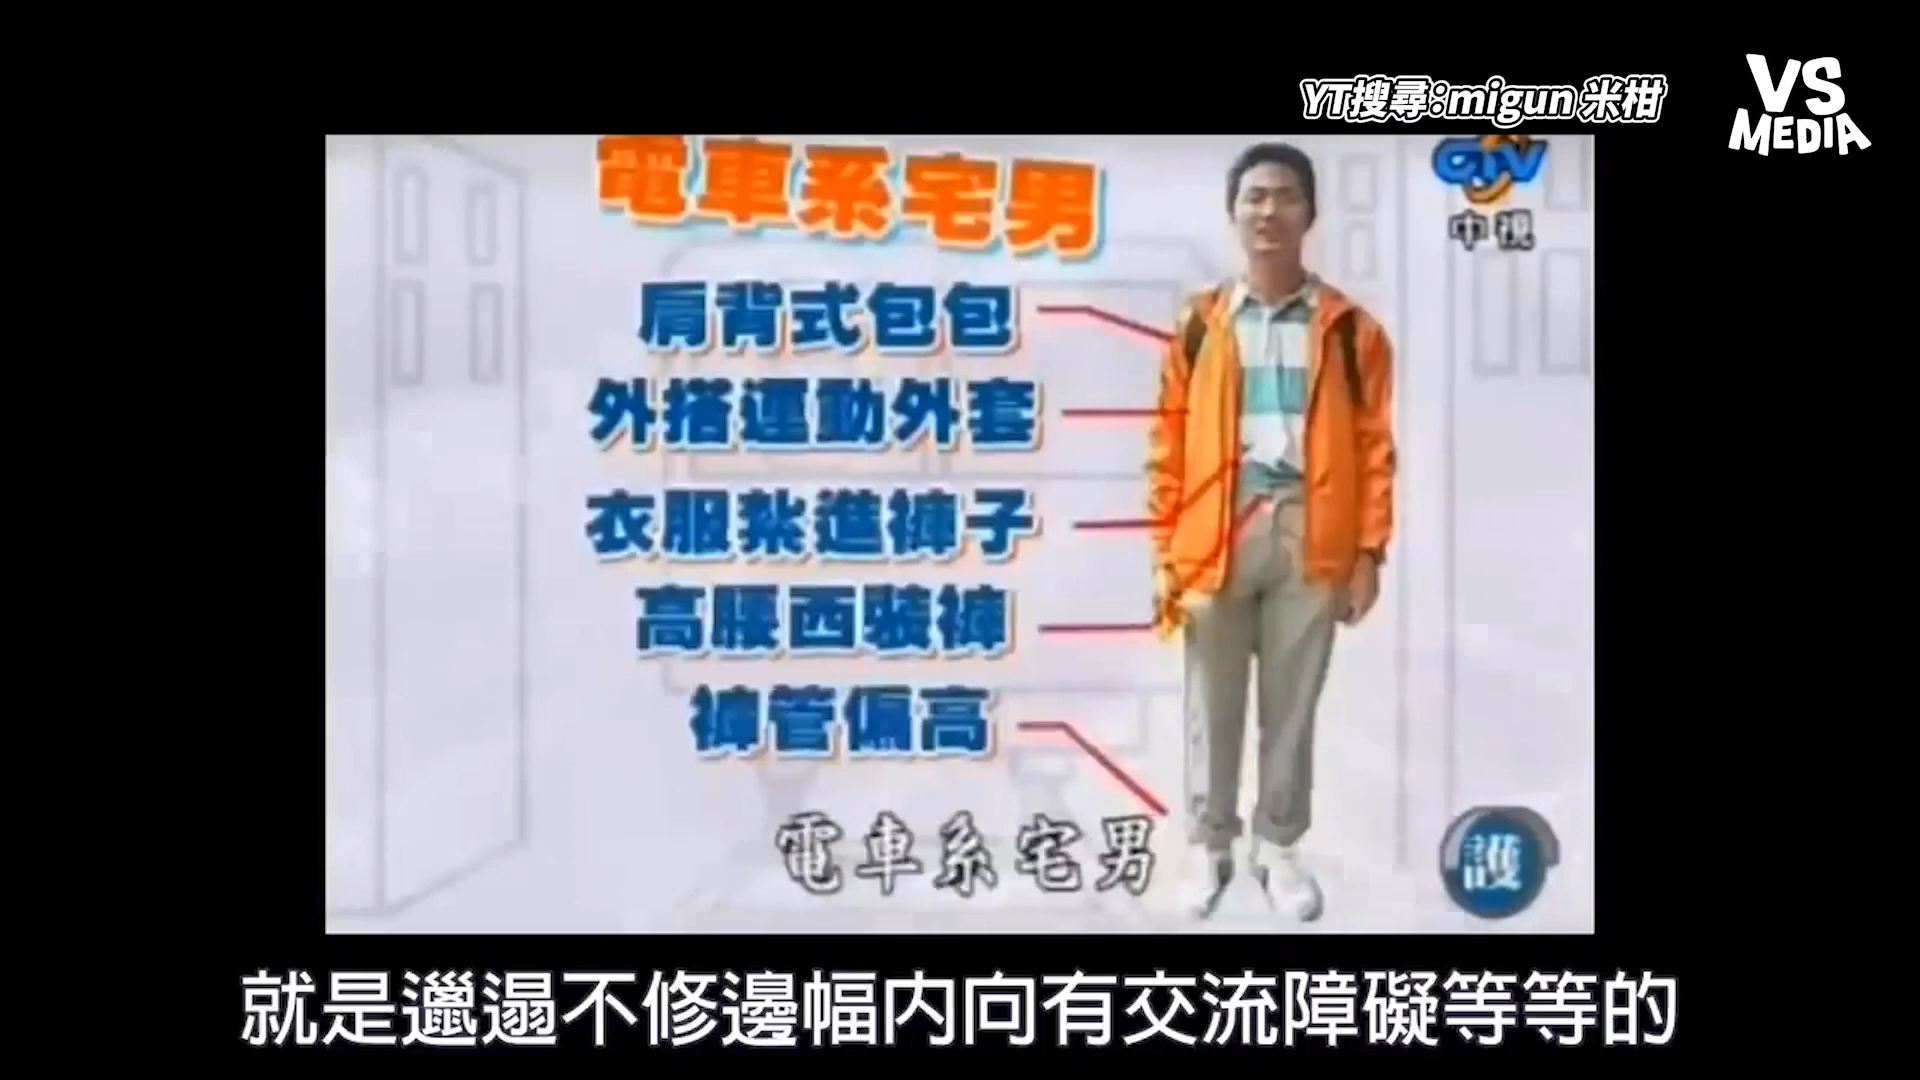 YT搜尋:migun 米柑
VS
MEDIA
電車系宅男
CTV
中視
肩背式包包
外搭運動外套
衣服紮進褲子
高腰西裝褲
褲管偏高
電車系宅男
護
就是邋遢不修邊幅內向有交流障礙等等的